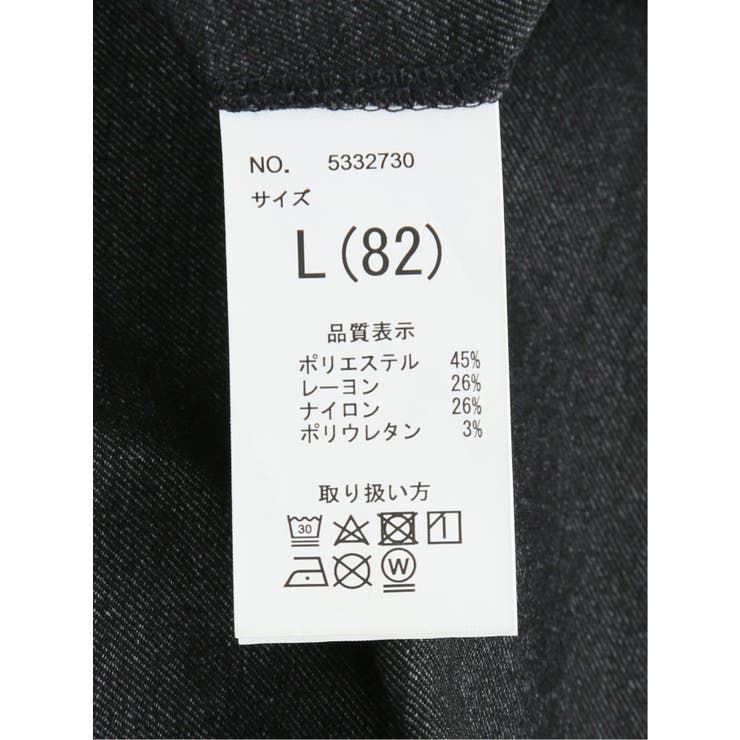 NO. 5332730
サイズ
L(82)
品質表示
ポリエステル 45%
レーヨン 26%
ナイロン 26%
ポリウレタン 3%
取り扱い方
30
W